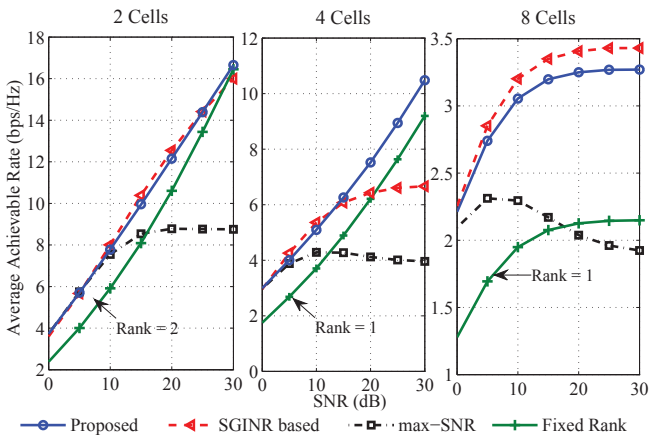 2 Cells
4 Cells
8 Cells
Average Achievable Rate (bps/Hz)
18
16
14
12
10
8
6
4
2
0
10
20
30
Rank = 2
12
10
8
6
4
2
0
0
10
20
30
SNR (dB)
Rank = 1
3.5
3
2.5
2
1.5
1
0
10
20
30
Rank = 1
Proposed
SGINR based
max−SNR
Fixed Rank